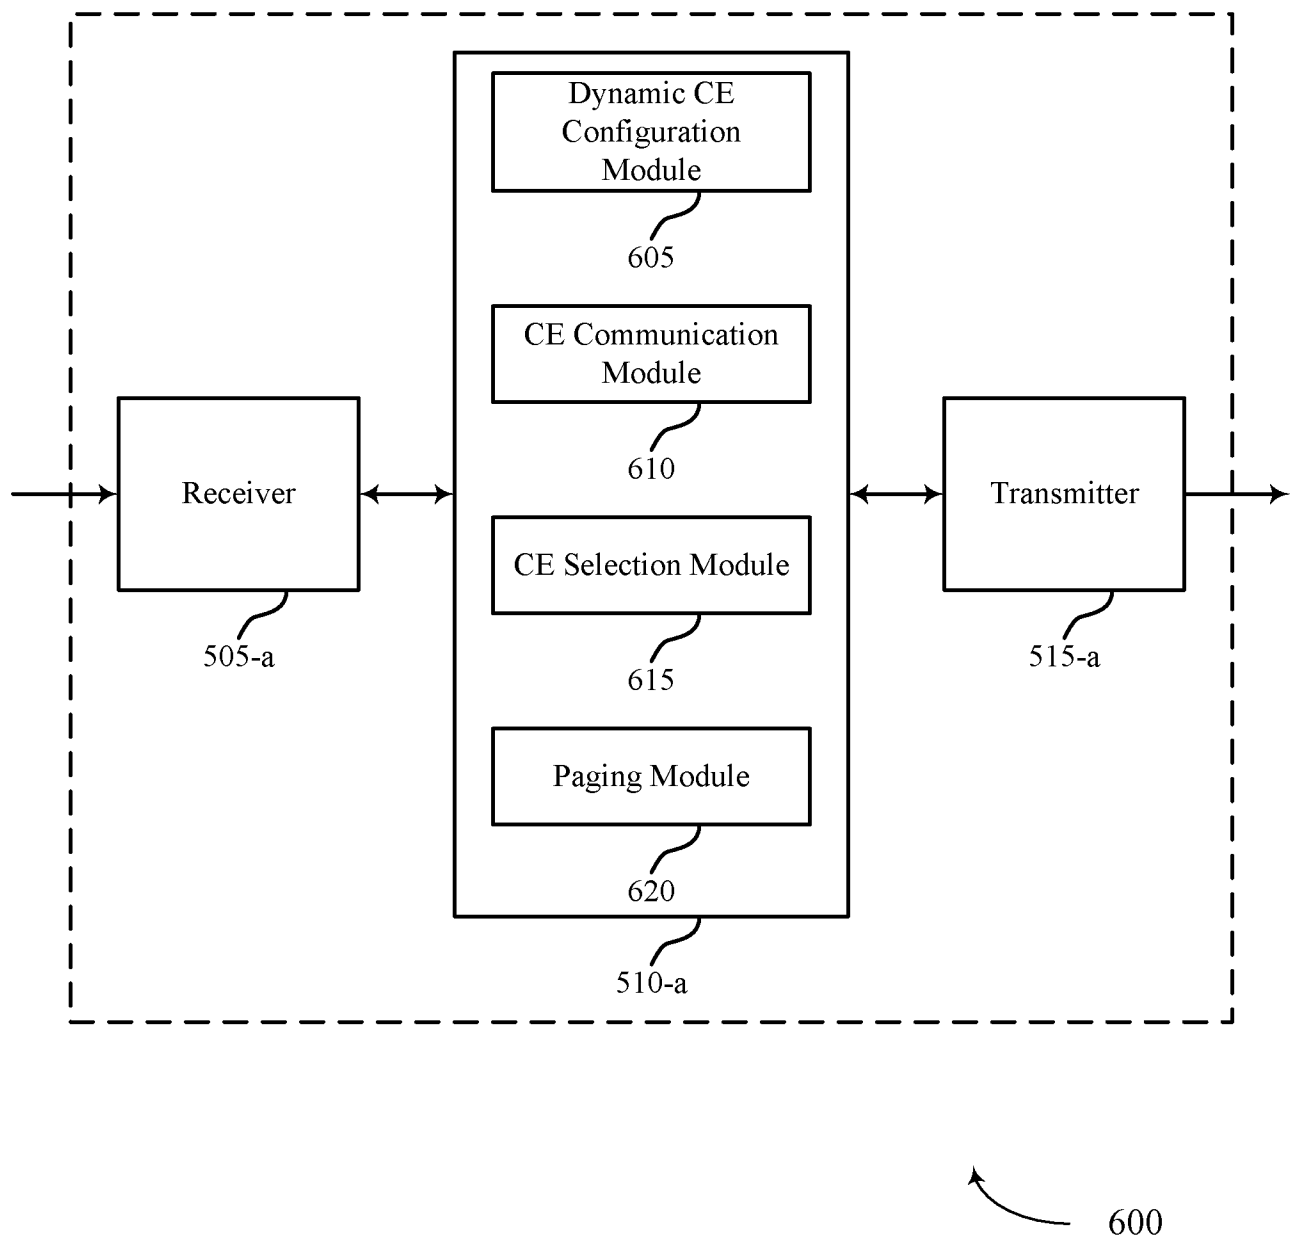 Dynamic CE
Configuration
Module
605
CE Communication
Module
610
Receiver
505-a
CE Selection Module
615
Transmitter
515-a
Paging Module
620
510-a
600